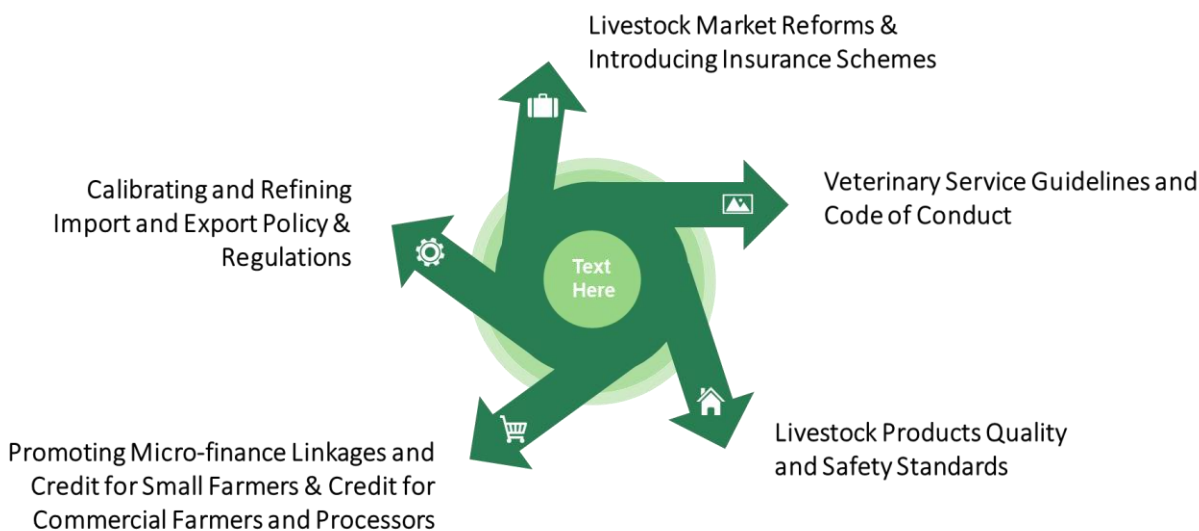 Livestock Market Reforms &
Introducing Insurance Schemes
Veterinary Service Guidelines and
Code of Conduct
Calibrating and Refining
Import and Export Policy &
Regulations
Text
Here
Livestock Products Quality
and Safety Standards
Promoting Micro-finance Linkages and
Credit for Small Farmers & Credit for
Commercial Farmers and Processors